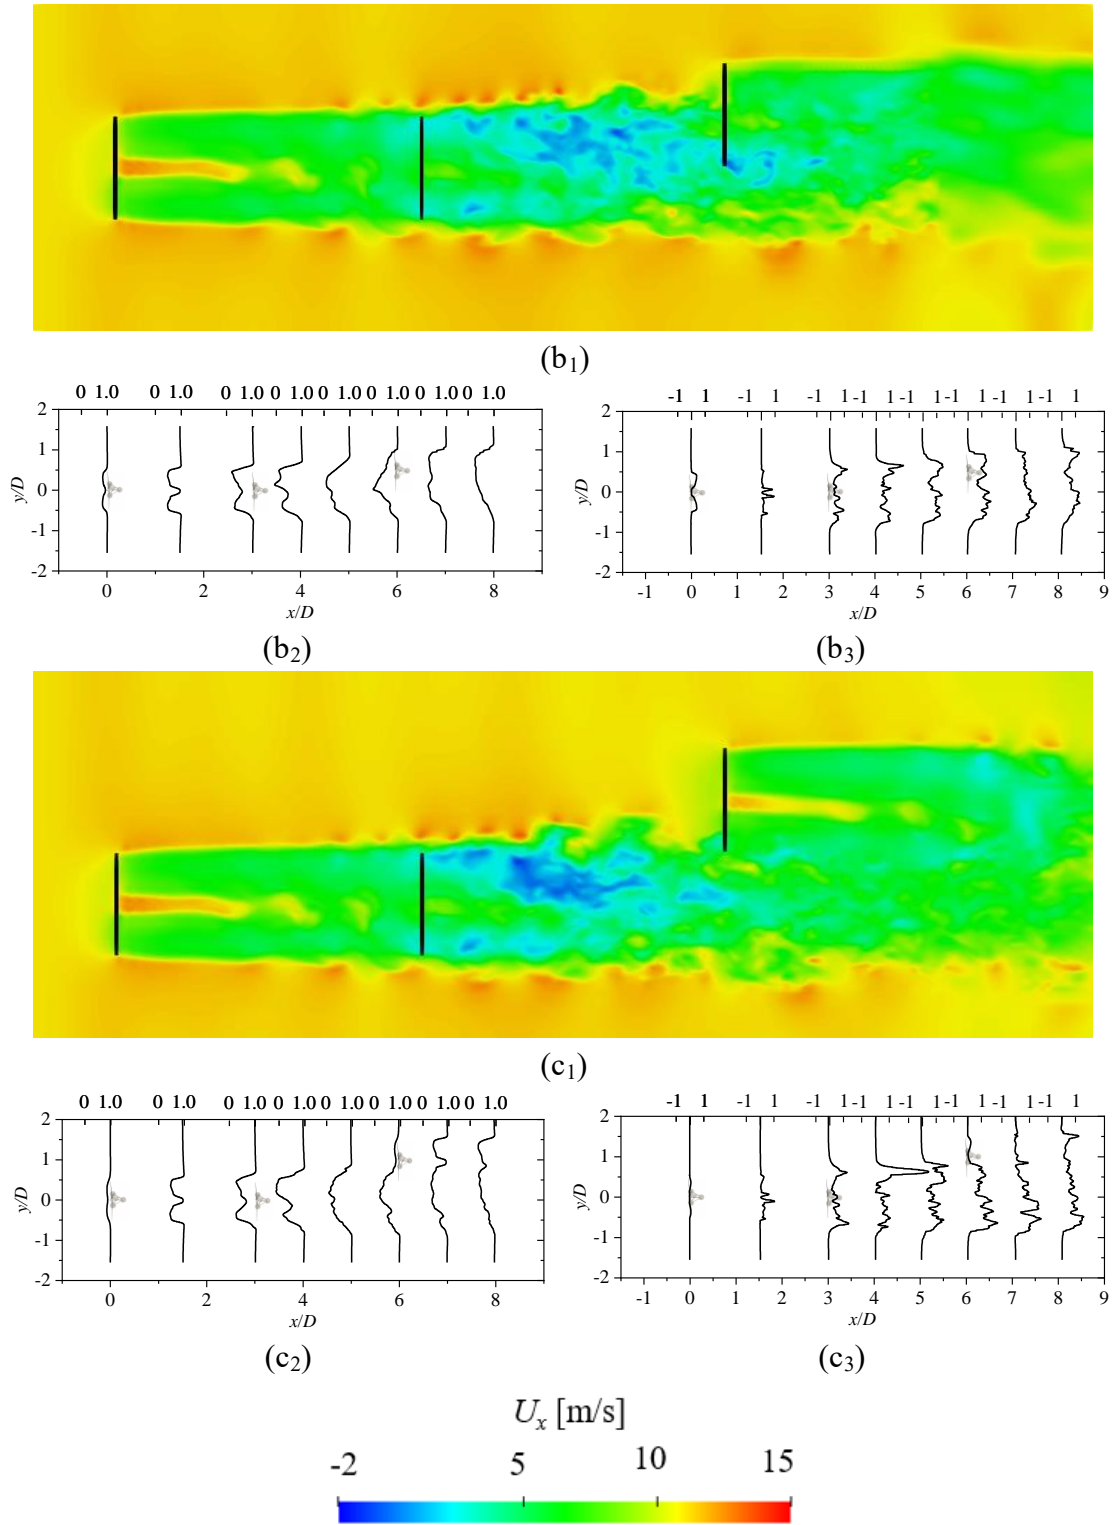 (b₁)
0 1.0 0 1.0 0 1.0 0 1.0 0 1.0 0 1.0 0 1.0 0 1.0
2
1
0
-1
-2
y/D
0 2 4 6 8
x/D
(b₂)
-1 1 -1 1 -1 1 -1 1 -1 1 -1 1 -1 1 -1 1
2
1
0
-1
-2
y/D
-1 0 1 2 3 4 5 6 7 8 9
x/D
(b₃)
(c₁)
0 1.0 0 1.0 0 1.0 0 1.0 0 1.0 0 1.0 0 1.0 0 1.0
2
1
0
-1
-2
y/D
0 2 4 6 8
x/D
(c₂)
-1 1 -1 1 -1 1 -1 1 -1 1 -1 1 -1 1 -1 1
2
1
0
-1
-2
y/D
-1 0 1 2 3 4 5 6 7 8 9
x/D
(c₃)
Uₓ [m/s]
-2 5 10 15